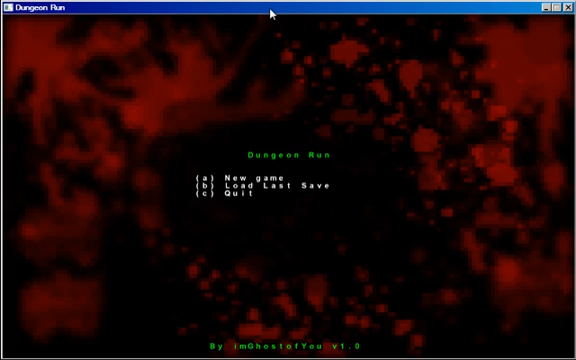 Dungeon Run
Dungeon Run
(a) New game
(b) Load Last Save
(c) Quit
By imGhostofYou v1.0